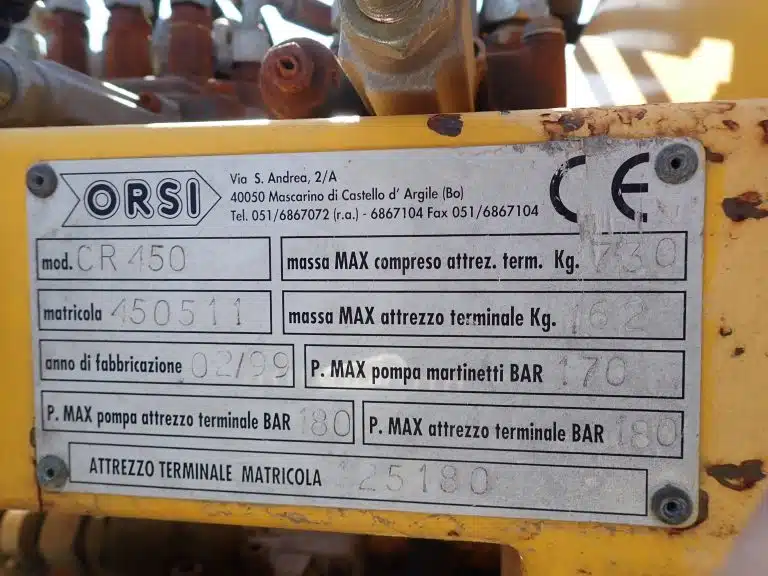 ORSI
Via S. Andrea, 2/A
40050 Mascarino di Castello d' Argile (Bo)
Tel. 051/6867072 (r.a.) - 6867104 Fax 051/6867104
CE
mod. CR 450
massa MAX compreso attrez. term. Kg. 730
matricola 450511
massa MAX attrezzo terminale Kg. 162
anno di fabbricazione 02/99
P. MAX pompa martinetti BAR 170
P. MAX pompa attrezzo terminale BAR 180
P. MAX attrezzo terminale BAR 180
ATTREZZO TERMINALE MATRICOLA 125180